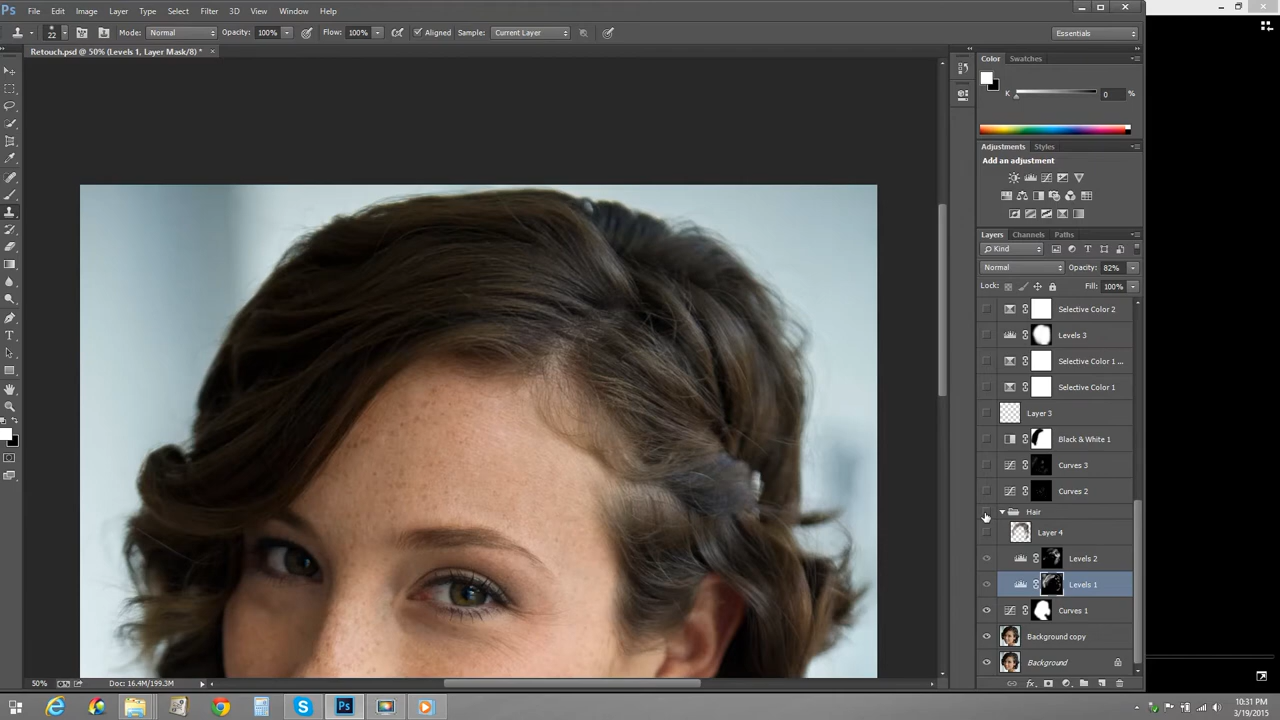 Ps File Edit Image Layer Type Select Filter 3D View Window Help
22 Mode: Normal Opacity: 100% Flow: 100% Aligned Sample: Current Layer Essentials
Retouch.psd @ 50% (Levels 1, Layer Mask/8) * ×
Color Swatches
K 0 %
Adjustments Styles
Add an adjustment
Layers Channels Paths
Kind
Normal Opacity: 82%
Lock: Fill: 100%
Selective Color 2
Levels 3
Selective Color 1 ...
Selective Color 1
Layer 3
Black & White 1
Curves 3
Curves 2
Hair
Layer 4
Levels 2
Levels 1
Curves 1
Background copy
Background
50% Doc: 16.4M/199.3M
Ps
10:31 PM
3/19/2015